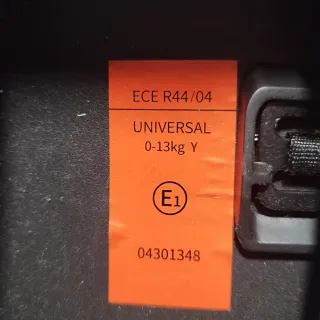 ECE R44/04
UNIVERSAL
0-13kg Y
E1
04301348